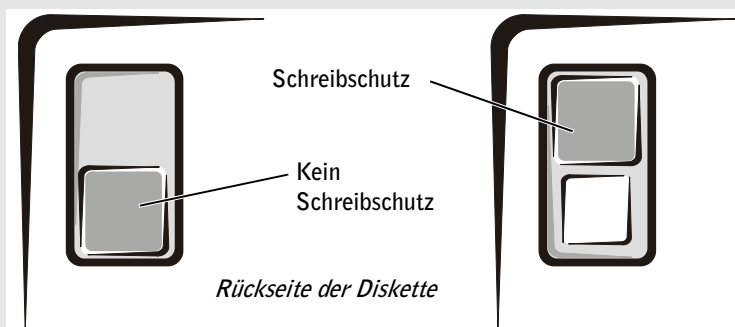 Schreibschutz
Kein
Schreibschutz
Rückseite der Diskette